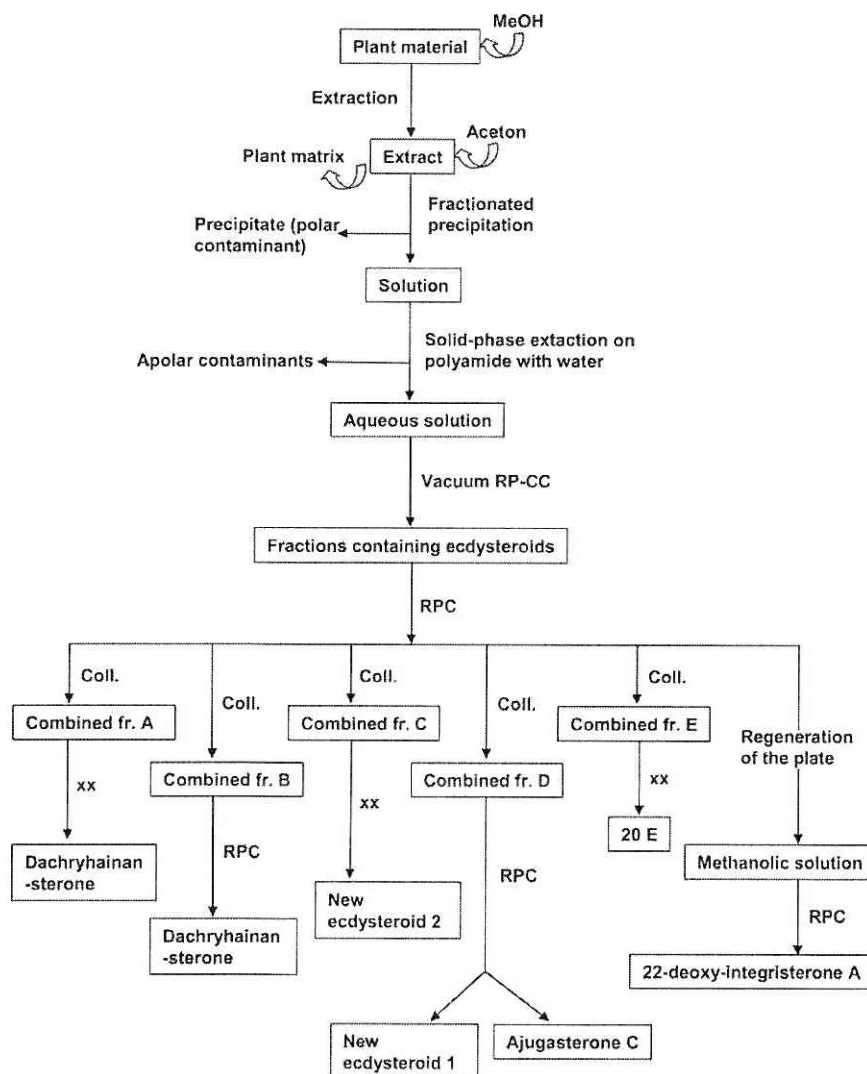 MeOH
Plant material
Extraction
Aceton
Plant matrix
Extract
Fractionated
precipitation
Precipitate (polar
contaminant)
Solution
Solid-phase extaction on
polyamide with water
Apolar contaminants
Aqueous solution
Vacuum RP-CC
Fractions containing ecdysteroids
RPC
Coll.
Coll.
Coll.
Coll.
Coll.
Regeneration
of the plate
Combined fr. A
Combined fr. B
Combined fr. C
Combined fr. D
Combined fr. E
xx
RPC
xx
RPC
xx
Methanolic solution
Dachryhainan
-sterone
Dachryhainan
-sterone
New
ecdysteroid 2
20 E
RPC
22-deoxy-integristerone A
New
ecdysteroid 1
Ajugasterone C